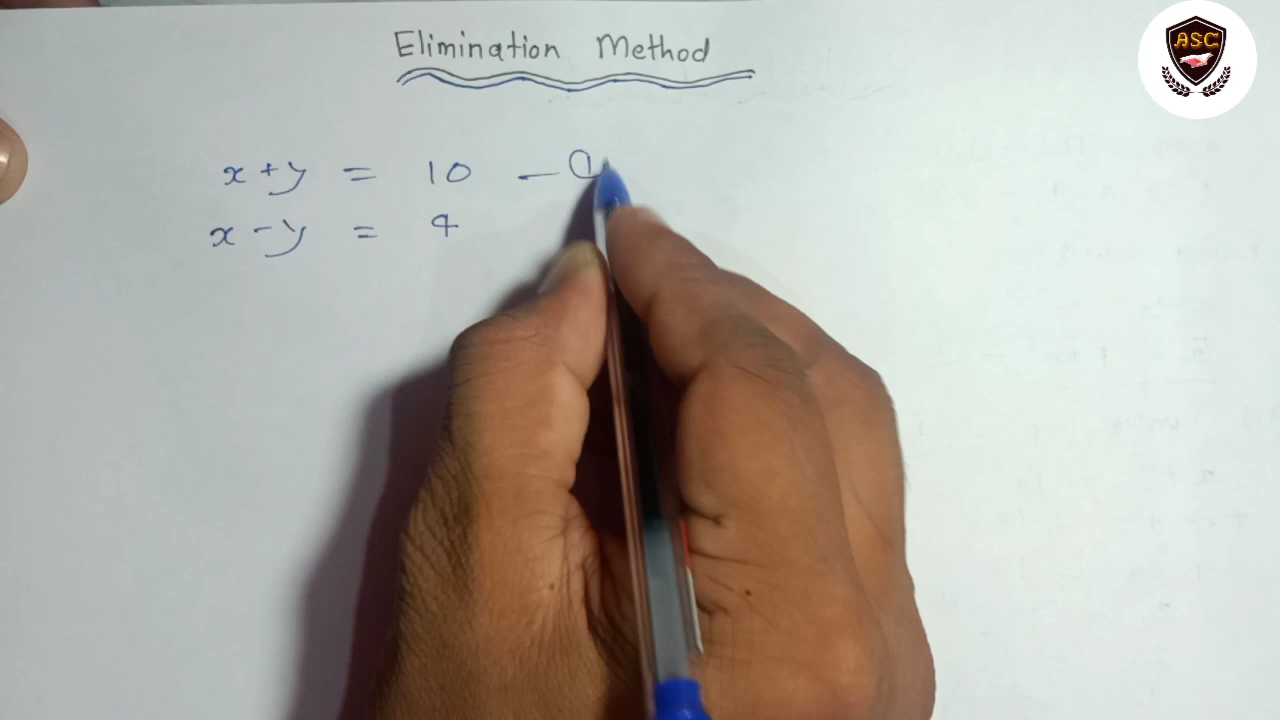 Elimination Method
x + y = 10 — ①
x - y = 4
ASC